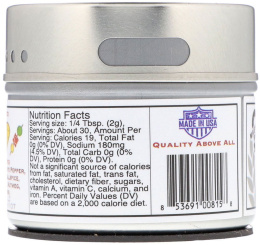 Nutrition Facts
Serving size: 1/4 Tbsp. (2g),
Servings: About 30, Amount Per
Serving: Calories 19, Total Fat
0g (0% DV), Sodium 180mg
(4.5% DV), Total Carb 0g (0%
DV), Protein 0g (0% DV).
Not a significant source of calories
from fat, saturated fat, trans fat,
cholesterol, dietary fiber, sugars,
vitamin A, vitamin C, calcium, and
iron. Percent Daily Values (DV)
are based on a 2,000 calorie diet.
MADE IN USA
QUALITY ABOVE ALL
8 53691 00815 8